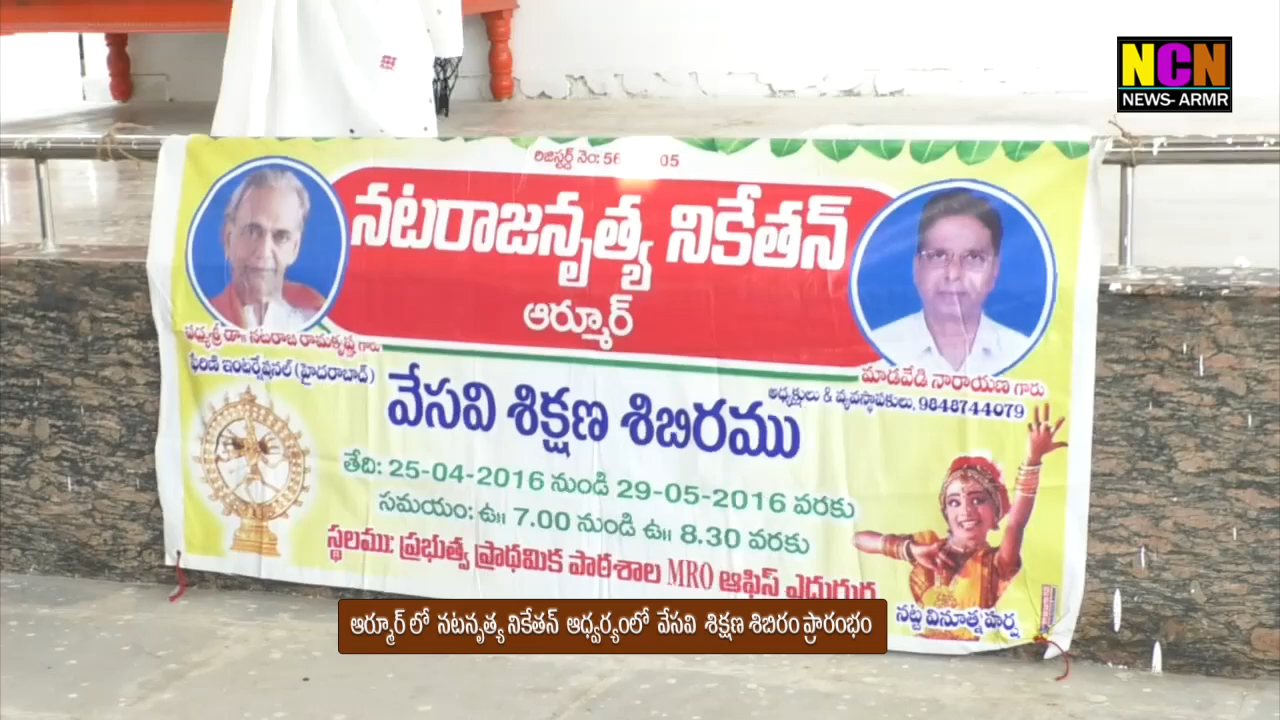 NCN
NEWS- ARMR
రిజిస్టర్డ్ నెం: 56 05
నటరాజనృత్య నికేతన్
ఆర్మూర్
పద్మశ్రీ డా॥ నటరాజ రామకృష్ణ గారు
పేరిణి ఇంటర్నేషనల్ (హైదరాబాద్)
మాడవేడి నారాయణ గారు
అధ్యక్షులు & వ్యవస్థాపకులు, 9848744079
వేసవి శిక్షణ శిబిరము
తేది: 25-04-2016 నుండి 29-05-2016 వరకు
సమయం: ఉ॥ 7.00 నుండి ఉ॥ 8.30 వరకు
స్థలము: ప్రభుత్వ ప్రాథమిక పాఠశాల MRO ఆఫీస్ ఎదురుగ
నట్ట వినూత్న హర్ష
ఆర్మూర్ లో నటనృత్య నికేతన్ ఆధ్వర్యంలో వేసవి శిక్షణ శిబిరం ప్రారంభం